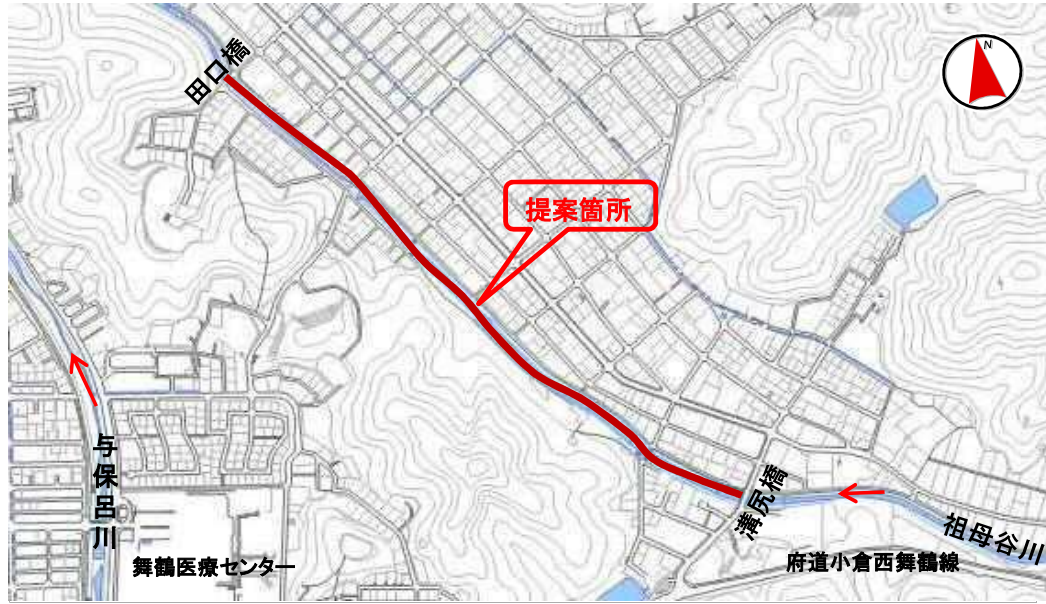 田口橋
N
提案箇所
与保呂川
溝尻橋
祖母谷川
舞鶴医療センター
府道小倉西舞鶴線